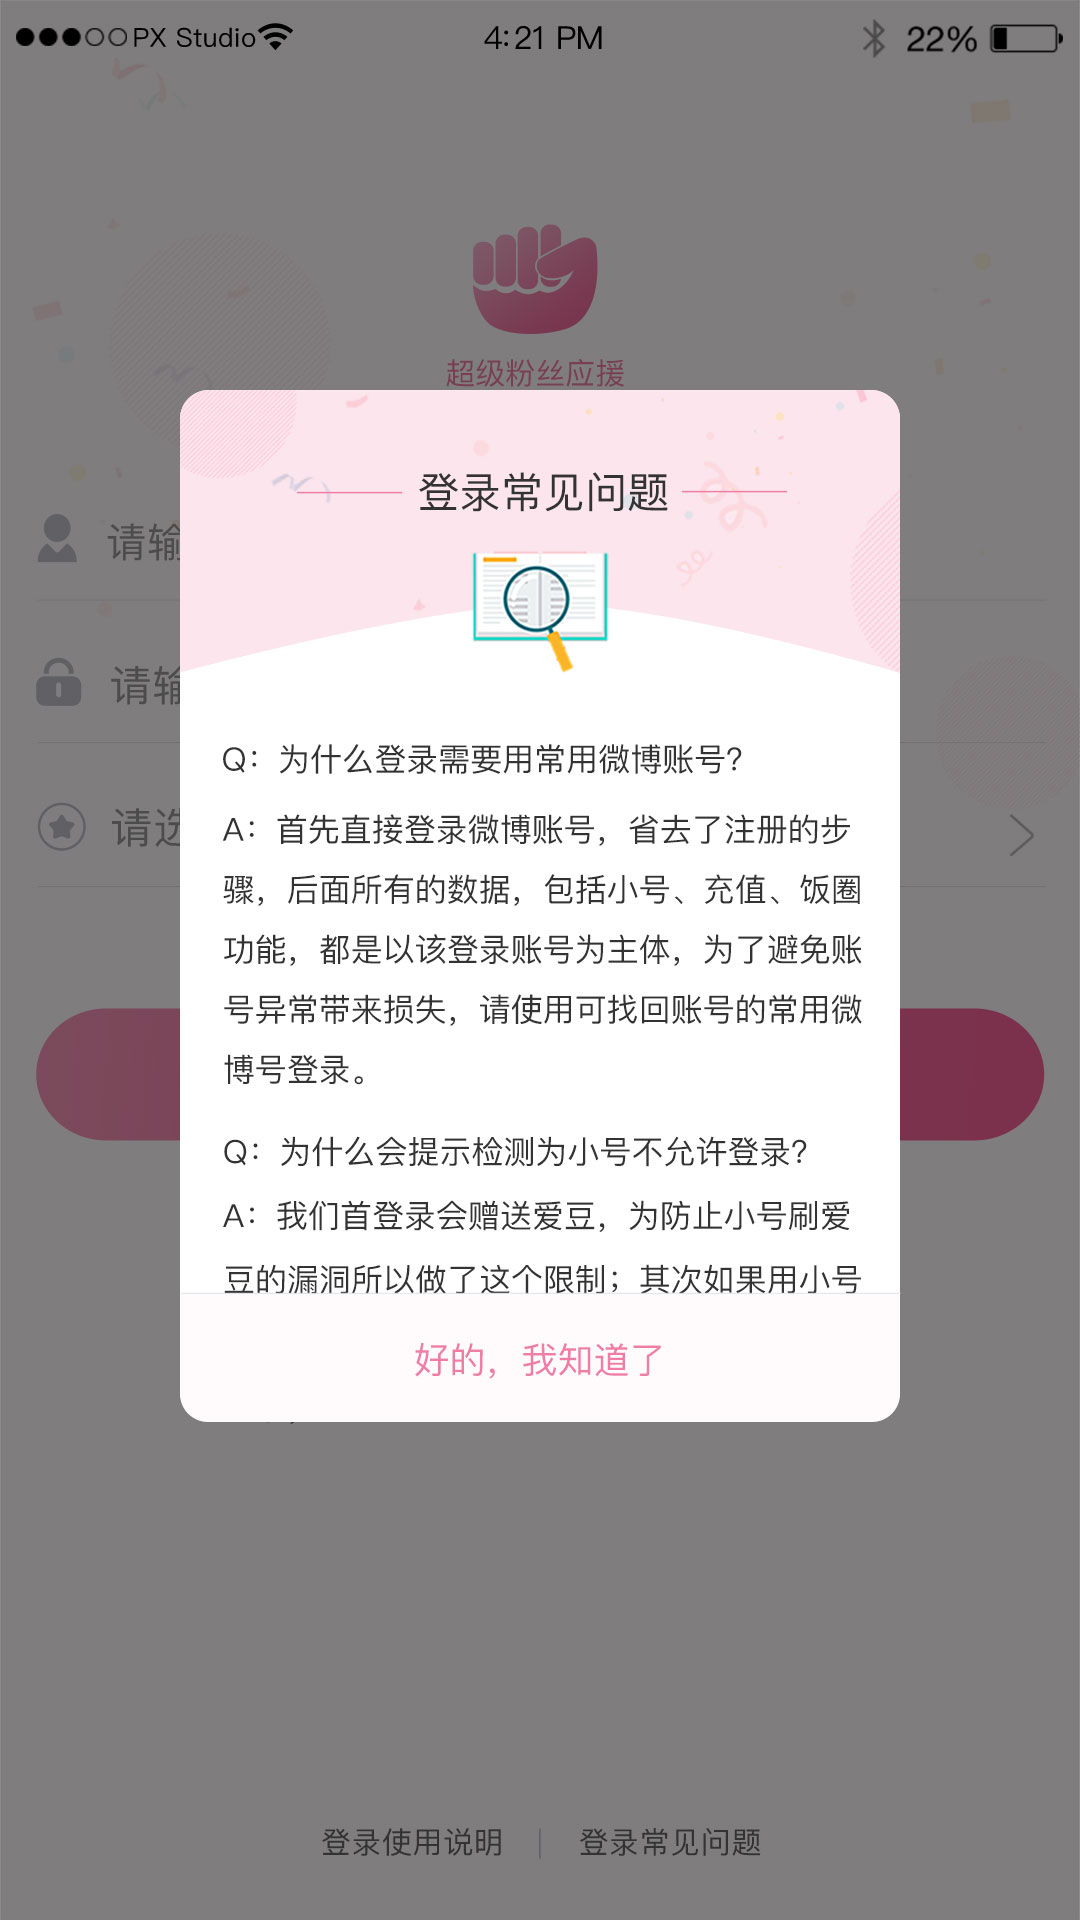 PX Studio 4:21 PM 22%
超级粉丝应援
登录常见问题
请输
请输
请选
Q：为什么登录需要用常用微博账号？
A：首先直接登录微博账号，省去了注册的步
骤，后面所有的数据，包括小号、充值、饭圈
功能，都是以该登录账号为主体，为了避免账
号异常带来损失，请使用可找回账号的常用微
博号登录。
Q：为什么会提示检测为小号不允许登录？
A：我们首登录会赠送爱豆，为防止小号刷爱
豆的漏洞所以做了这个限制；其次如果用小号
好的，我知道了
登录使用说明 | 登录常见问题